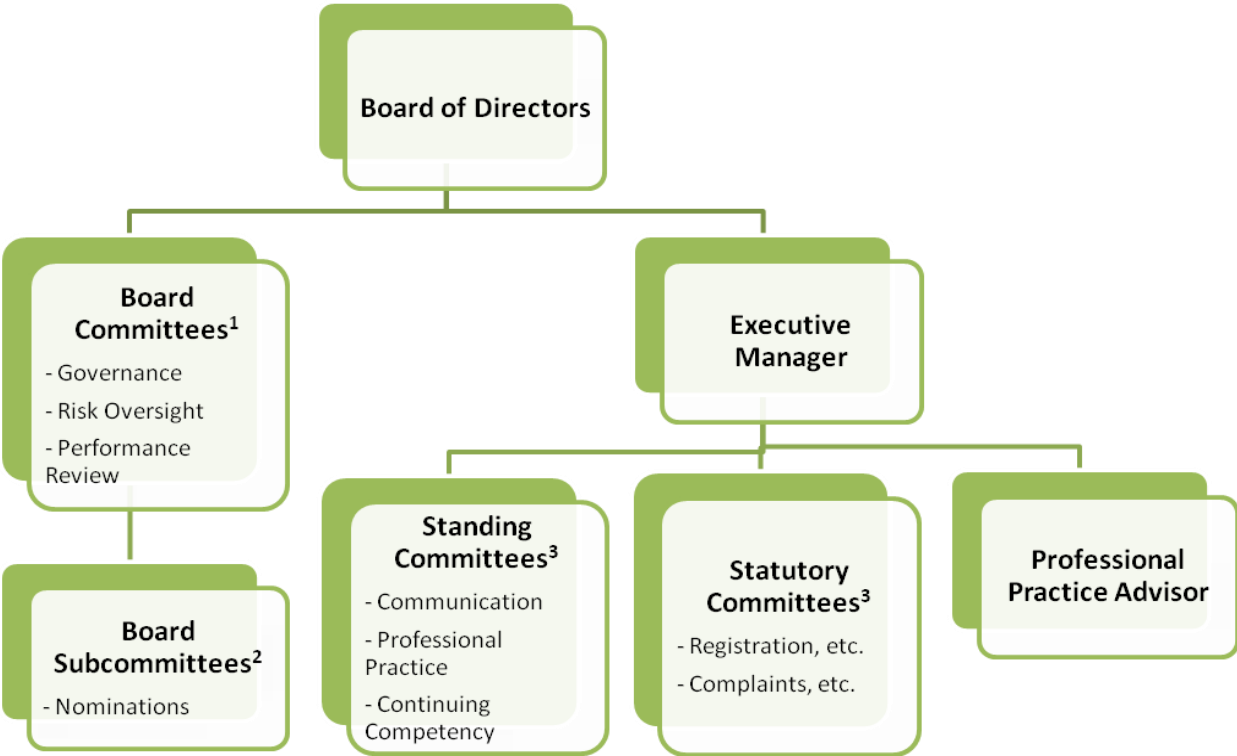 Board of Directors
Board
Committees¹
- Governance
- Risk Oversight
- Performance
Review
Executive
Manager
Board
Subcommittees²
- Nominations
Standing
Committees³
- Communication
- Professional
Practice
- Continuing
Competency
Statutory
Committees³
- Registration, etc.
- Complaints, etc.
Professional
Practice Advisor